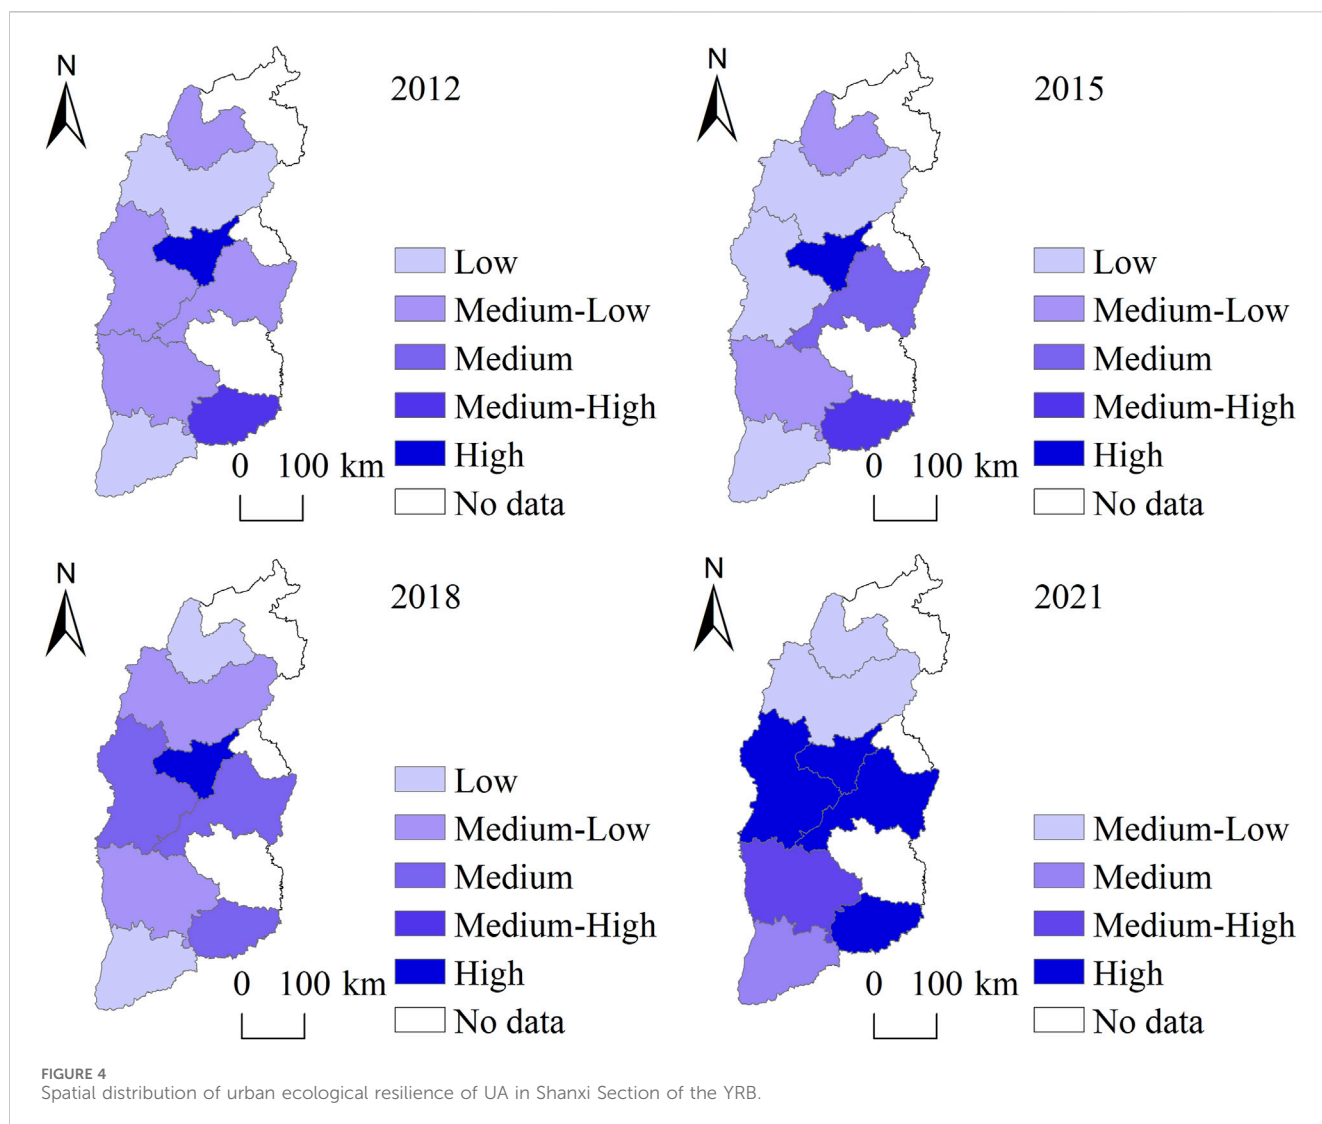 N
2012
Low
Medium-Low
Medium
Medium-High
High
No data
0 100 km
N
2015
Low
Medium-Low
Medium
Medium-High
High
No data
0 100 km
N
2018
Low
Medium-Low
Medium
Medium-High
High
No data
0 100 km
N
2021
Medium-Low
Medium
Medium-High
High
No data
0 100 km
FIGURE 4
Spatial distribution of urban ecological resilience of UA in Shanxi Section of the YRB.